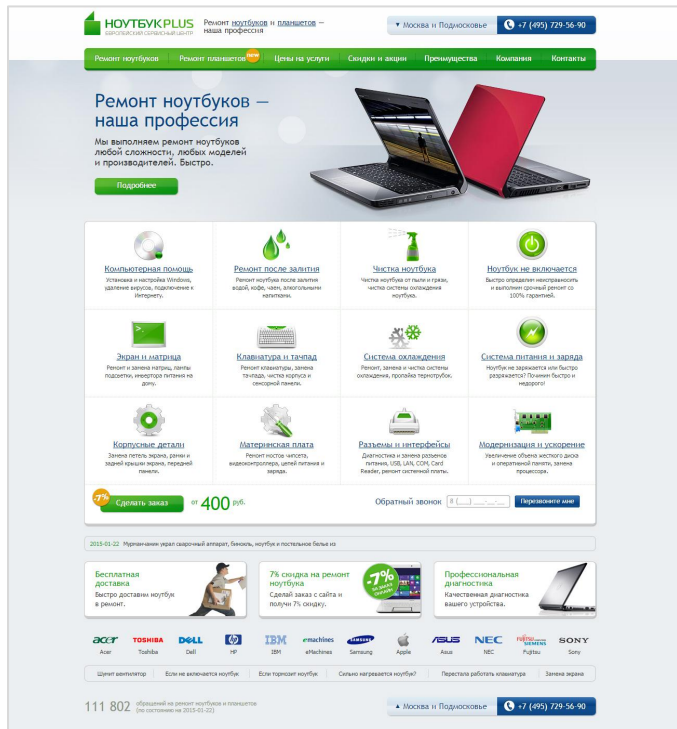 НОУТБУКPLUS
ЕВРОПЕЙСКИЙ СЕРВИСНЫЙ ЦЕНТР
Ремонт ноутбуков и планшетов –
наша профессия
▼ Москва и Подмосковье
+7 (495) 729-56-90
Ремонт ноутбуков
Ремонт планшетов
new
Цены на услуги
Скидки и акции
Преимущества
Компания
Контакты
Ремонт ноутбуков —
наша профессия
Мы выполняем ремонт ноутбуков
любой сложности, любых моделей
и производителей. Быстро.
Подробнее
Компьютерная помощь
Установка и настройка Windows,
удаление вирусов, подключение к
Интернету.
Ремонт после залития
Ремонт ноутбука после залития
водой, кофе, чаем, алкогольными
напитками.
Чистка ноутбука
Чистка ноутбука от пыли и грязи,
чистка системы охлаждения
ноутбука.
Ноутбук не включается
Быстро определим неисправность
и выполним срочный ремонт со
100% гарантией.
Экран и матрица
Ремонт и замена матриц, лампы
подсветки, инвертора питания на
дому.
Клавиатура и тачпад
Ремонт клавиатуры, замена
тачпада, чистка корпуса и
сенсорной панели.
Система охлаждения
Ремонт, замена и чистка системы
охлаждения, пропайка термотрубок.
Система питания и заряда
Ноутбук не заряжается или быстро
разряжается? Починим быстро и
недорого!
Корпусные детали
Замена петель экрана, рамки и
задней крышки экрана, передней
панели.
Материнская плата
Ремонт мостов чипсета,
видеоконтроллера, цепей питания и
заряда.
Разъемы и интерфейсы
Диагностика и замена разъемов
питания, USB, LAN, COM, Card
Reader, ремонт системной платы.
Модернизация и ускорение
Увеличение объема жесткого диска
и оперативной памяти, замена
процессора.
-7%
Сделать заказ
от 400 руб.
Обратный звонок
8 (___) ___-__-__
Перезвоните мне
2015-01-22 Мурманчанин украл сварочный аппарат, бинокль, ноутбук и постельное белье из
Бесплатная
доставка
Быстро доставим ноутбук
в ремонт.
7% скидка на ремонт
ноутбука
Сделай заказ с сайта и
получи 7% скидку.
-7%
ЗА ЗАКАЗ
ОНЛАЙН
Профессиональная
диагностика
Качественная диагностика
вашего устройства.
acer TOSHIBA DELL hp IBM emachines SAMSUNG ASUS NEC FUJITSU SIEMENS SONY
Acer Toshiba Dell HP IBM eMachines Samsung Apple Asus NEC Fujitsu Sony
Шумит вентилятор
Если не включается ноутбук
Если тормозит ноутбук
Сильно нагревается ноутбук?
Перестала работать клавиатура
Замена экрана
111 802
обращений на ремонт ноутбуков и планшетов
(по состоянию на 2015-01-22)
▲ Москва и Подмосковье
+7 (495) 729-56-90